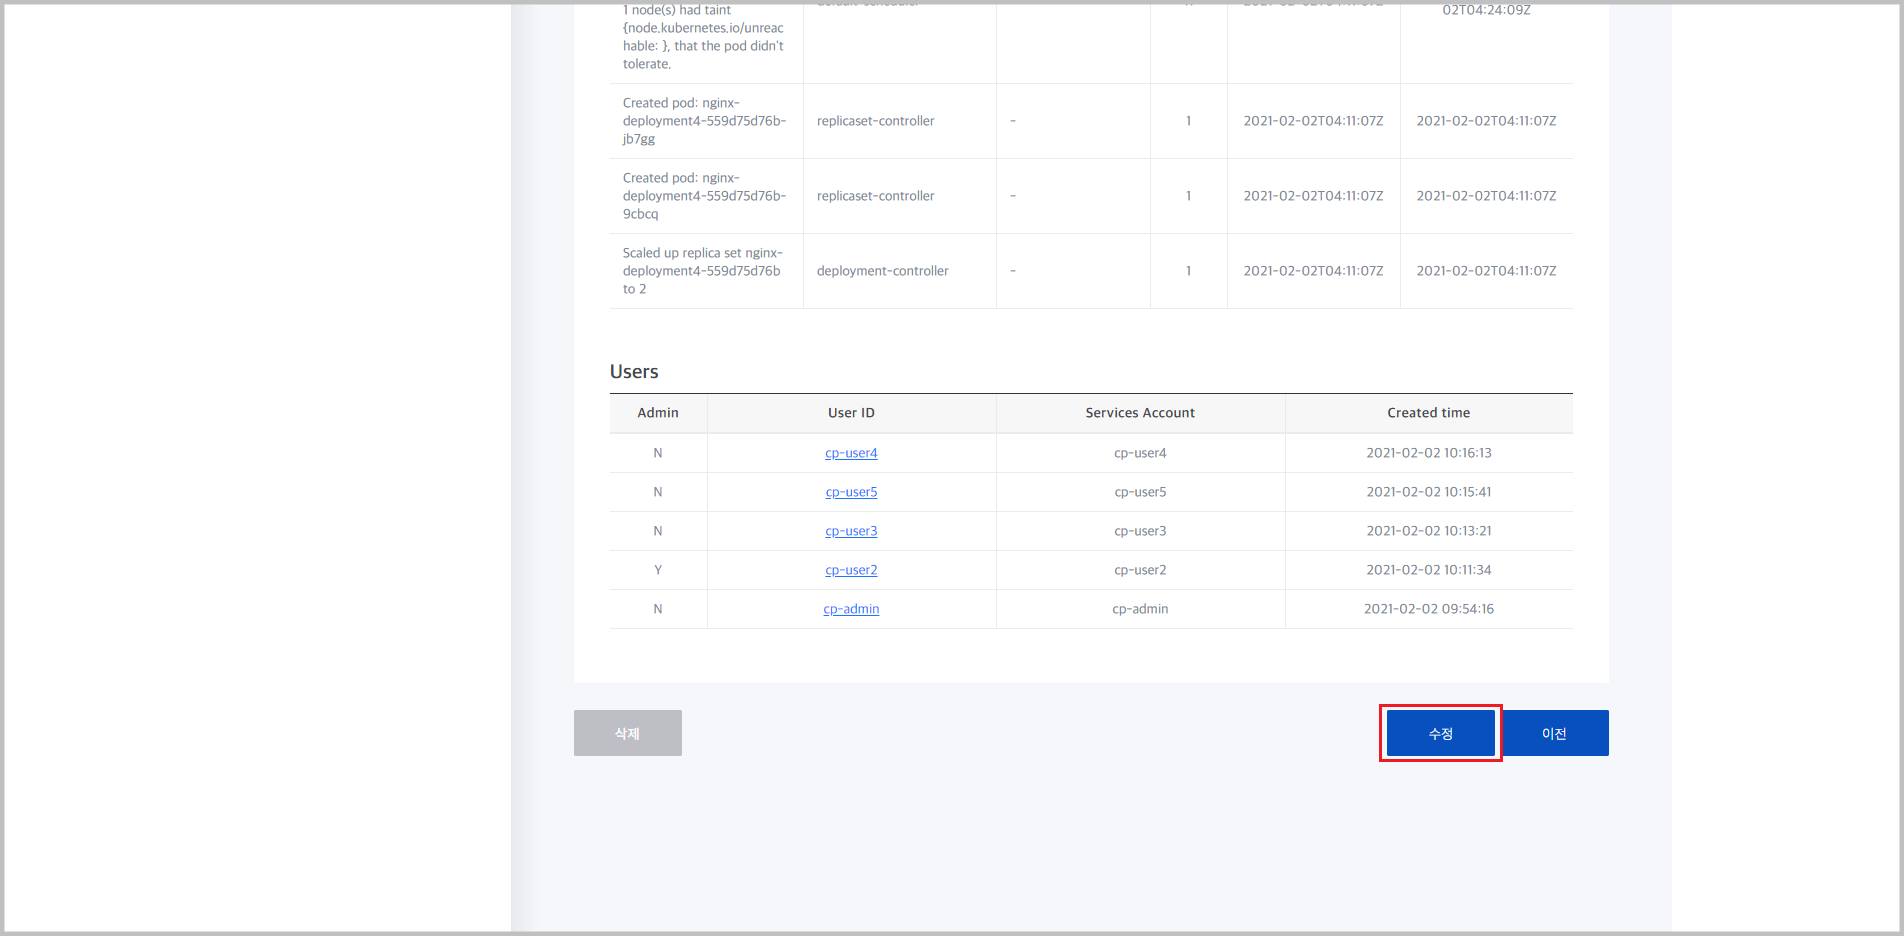 1 node(s) had taint
02T04:24:09Z
{node.kubernetes.io/unreac
hable: }, that the pod didn't
tolerate.
Created pod: nginx-
deployment4-559d75d76b-
jb7gg
replicaset-controller
-
1
2021-02-02T04:11:07Z
2021-02-02T04:11:07Z
Created pod: nginx-
deployment4-559d75d76b-
9cbcq
replicaset-controller
-
1
2021-02-02T04:11:07Z
2021-02-02T04:11:07Z
Scaled up replica set nginx-
deployment4-559d75d76b
to 2
deployment-controller
-
1
2021-02-02T04:11:07Z
2021-02-02T04:11:07Z
Users
Admin User ID Services Account Created time
N cp-user4 cp-user4 2021-02-02 10:16:13
N cp-user5 cp-user5 2021-02-02 10:15:41
N cp-user3 cp-user3 2021-02-02 10:13:21
Y cp-user2 cp-user2 2021-02-02 10:11:34
N cp-admin cp-admin 2021-02-02 09:54:16
삭제 수정 이전